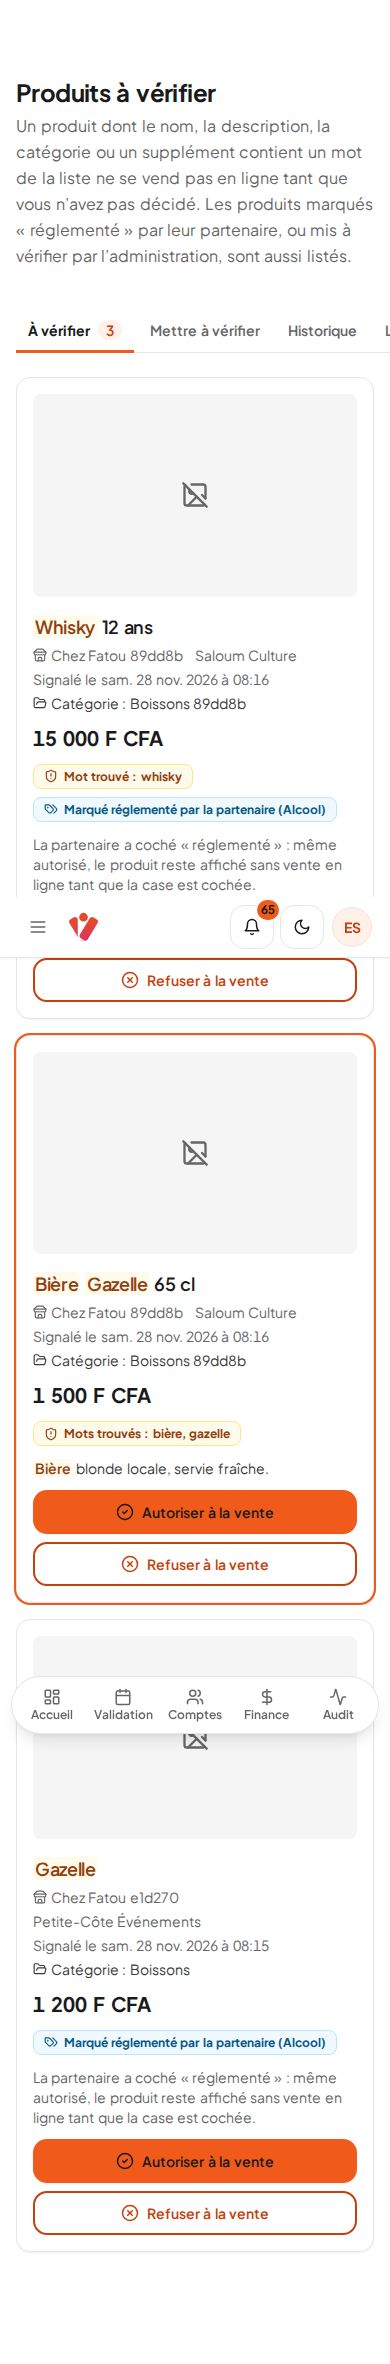 Produits à vérifier
Un produit dont le nom, la description, la
catégorie ou un supplément contient un mot
de la liste ne se vend pas en ligne tant que
vous n’avez pas décidé. Les produits marqués
« réglementé » par leur partenaire, ou mis à
vérifier par l’administration, sont aussi listés.
À vérifier 3 Mettre à vérifier Historique L
Whisky 12 ans
Chez Fatou 89dd8b Saloum Culture
Signalé le sam. 28 nov. 2026 à 08:16
Catégorie : Boissons 89dd8b
15 000 F CFA
Mot trouvé : whisky
Marqué réglementé par la partenaire (Alcool)
La partenaire a coché « réglementé » : même
autorisé, le produit reste affiché sans vente en
ligne tant que la case est cochée.
65
ES
Refuser à la vente
Bière Gazelle 65 cl
Chez Fatou 89dd8b Saloum Culture
Signalé le sam. 28 nov. 2026 à 08:16
Catégorie : Boissons 89dd8b
1 500 F CFA
Mots trouvés : bière, gazelle
Bière blonde locale, servie fraîche.
Autoriser à la vente
Refuser à la vente
Accueil Validation Comptes Finance Audit
Gazelle
Chez Fatou e1d270
Petite-Côte Événements
Signalé le sam. 28 nov. 2026 à 08:15
Catégorie : Boissons
1 200 F CFA
Marqué réglementé par la partenaire (Alcool)
La partenaire a coché « réglementé » : même
autorisé, le produit reste affiché sans vente en
ligne tant que la case est cochée.
Autoriser à la vente
Refuser à la vente